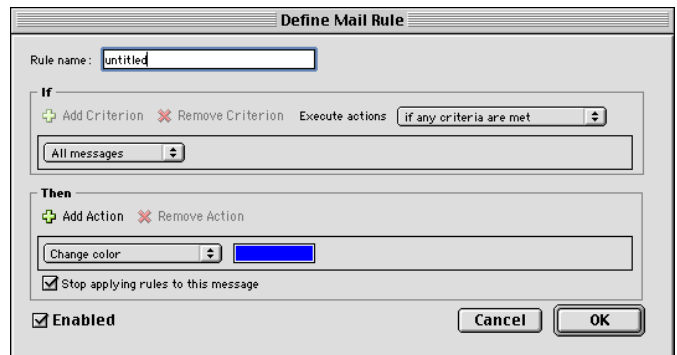 Define Mail Rule
Rule name: untitled
If
Add Criterion Remove Criterion Execute actions if any criteria are met
All messages
Then
Add Action Remove Action
Change color
Stop applying rules to this message
Enabled Cancel OK